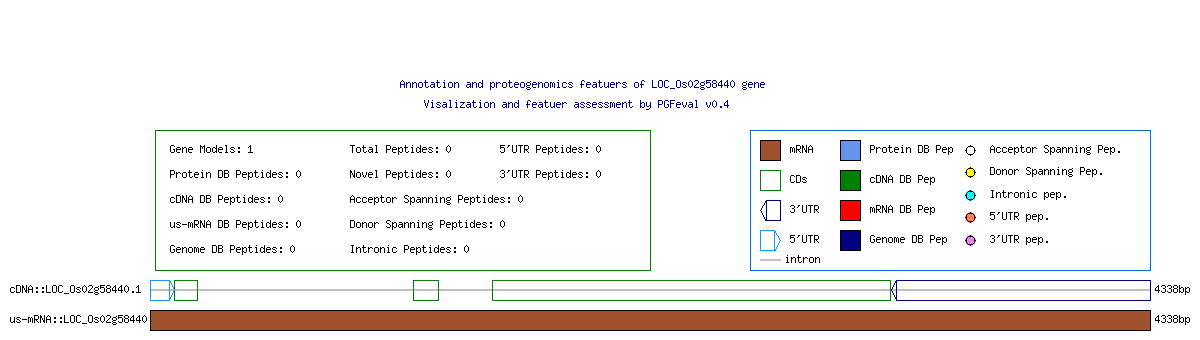 Annotation and proteogenomics featuers of LOC_Os02g58440 gene
Visalization and featuer assessment by PGFeval v0.4
Gene Models: 1 Total Peptides: 0 5'UTR Peptides: 0
Protein DB Peptides: 0 Novel Peptides: 0 3'UTR Peptides: 0
cDNA DB Peptides: 0 Acceptor Spanning Peptides: 0
us-mRNA DB Peptides: 0 Donor Spanning Peptides: 0
Genome DB Peptides: 0 Intronic Peptides: 0
mRNA Protein DB Pep Acceptor Spanning Pep.
CDs cDNA DB Pep Donor Spanning Pep.
3'UTR mRNA DB Pep Intronic pep.
5'UTR Genome DB Pep 5'UTR pep.
intron 3'UTR pep.
cDNA::LOC_Os02g58440.1 4338bp
us-mRNA::LOC_Os02g58440 4338bp